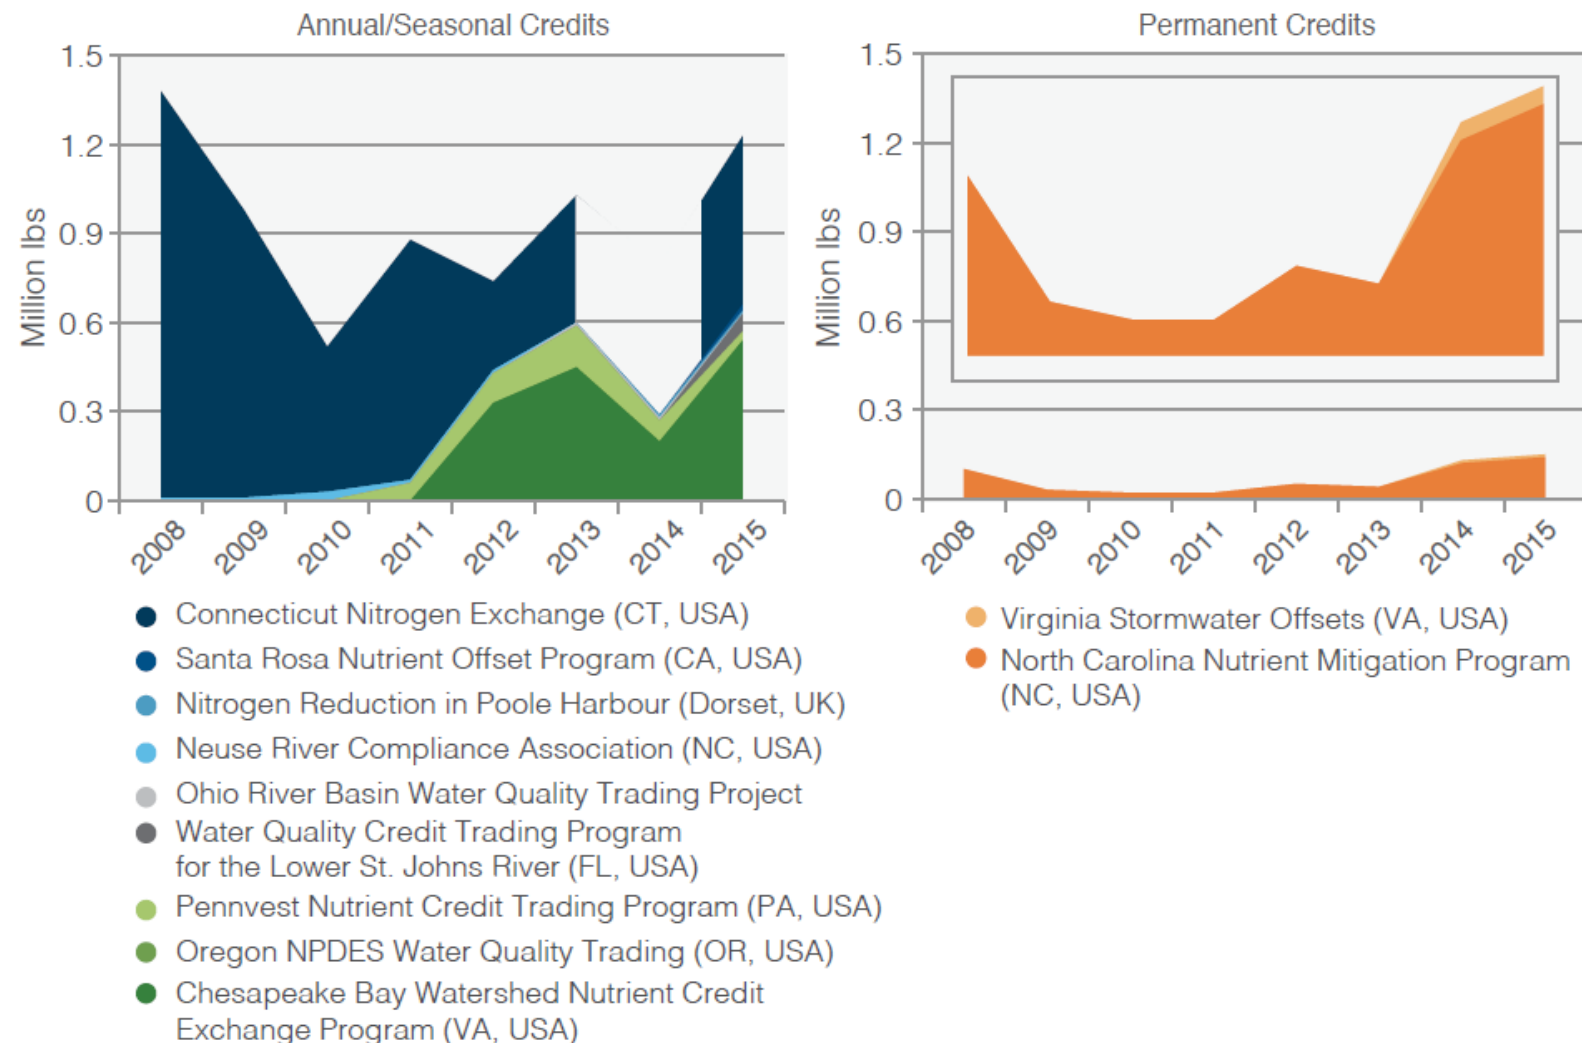 Annual/Seasonal Credits
Million lbs
1.5
1.2
0.9
0.6
0.3
0
2008
2009
2010
2011
2012
2013
2014
2015
Connecticut Nitrogen Exchange (CT, USA)
Santa Rosa Nutrient Offset Program (CA, USA)
Nitrogen Reduction in Poole Harbour (Dorset, UK)
Neuse River Compliance Association (NC, USA)
Ohio River Basin Water Quality Trading Project
Water Quality Credit Trading Program
for the Lower St. Johns River (FL, USA)
Pennvest Nutrient Credit Trading Program (PA, USA)
Oregon NPDES Water Quality Trading (OR, USA)
Chesapeake Bay Watershed Nutrient Credit
Exchange Program (VA, USA)
Permanent Credits
Million lbs
1.5
1.2
0.9
0.6
0.3
0
2008
2009
2010
2011
2012
2013
2014
2015
Virginia Stormwater Offsets (VA, USA)
North Carolina Nutrient Mitigation Program
(NC, USA)